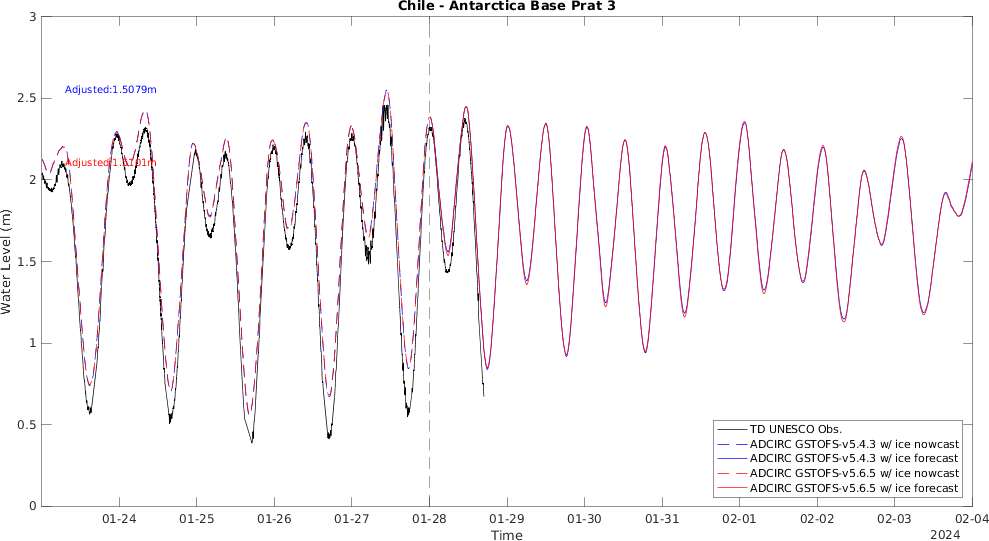 Chile - Antarctica Base Prat 3
Water Level (m)
3
2.5
2
1.5
1
0.5
0
Adjusted:1.5079m
01-24
01-25
01-26
01-27
01-28
01-29
01-30
01-31
02-01
02-02
02-03
02-04
Time
2024
TD UNESCO Obs.
ADCIRC GSTOFS-v5.4.3 w/ ice nowcast
ADCIRC GSTOFS-v5.4.3 w/ ice forecast
ADCIRC GSTOFS-v5.6.5 w/ ice nowcast
ADCIRC GSTOFS-v5.6.5 w/ ice forecast